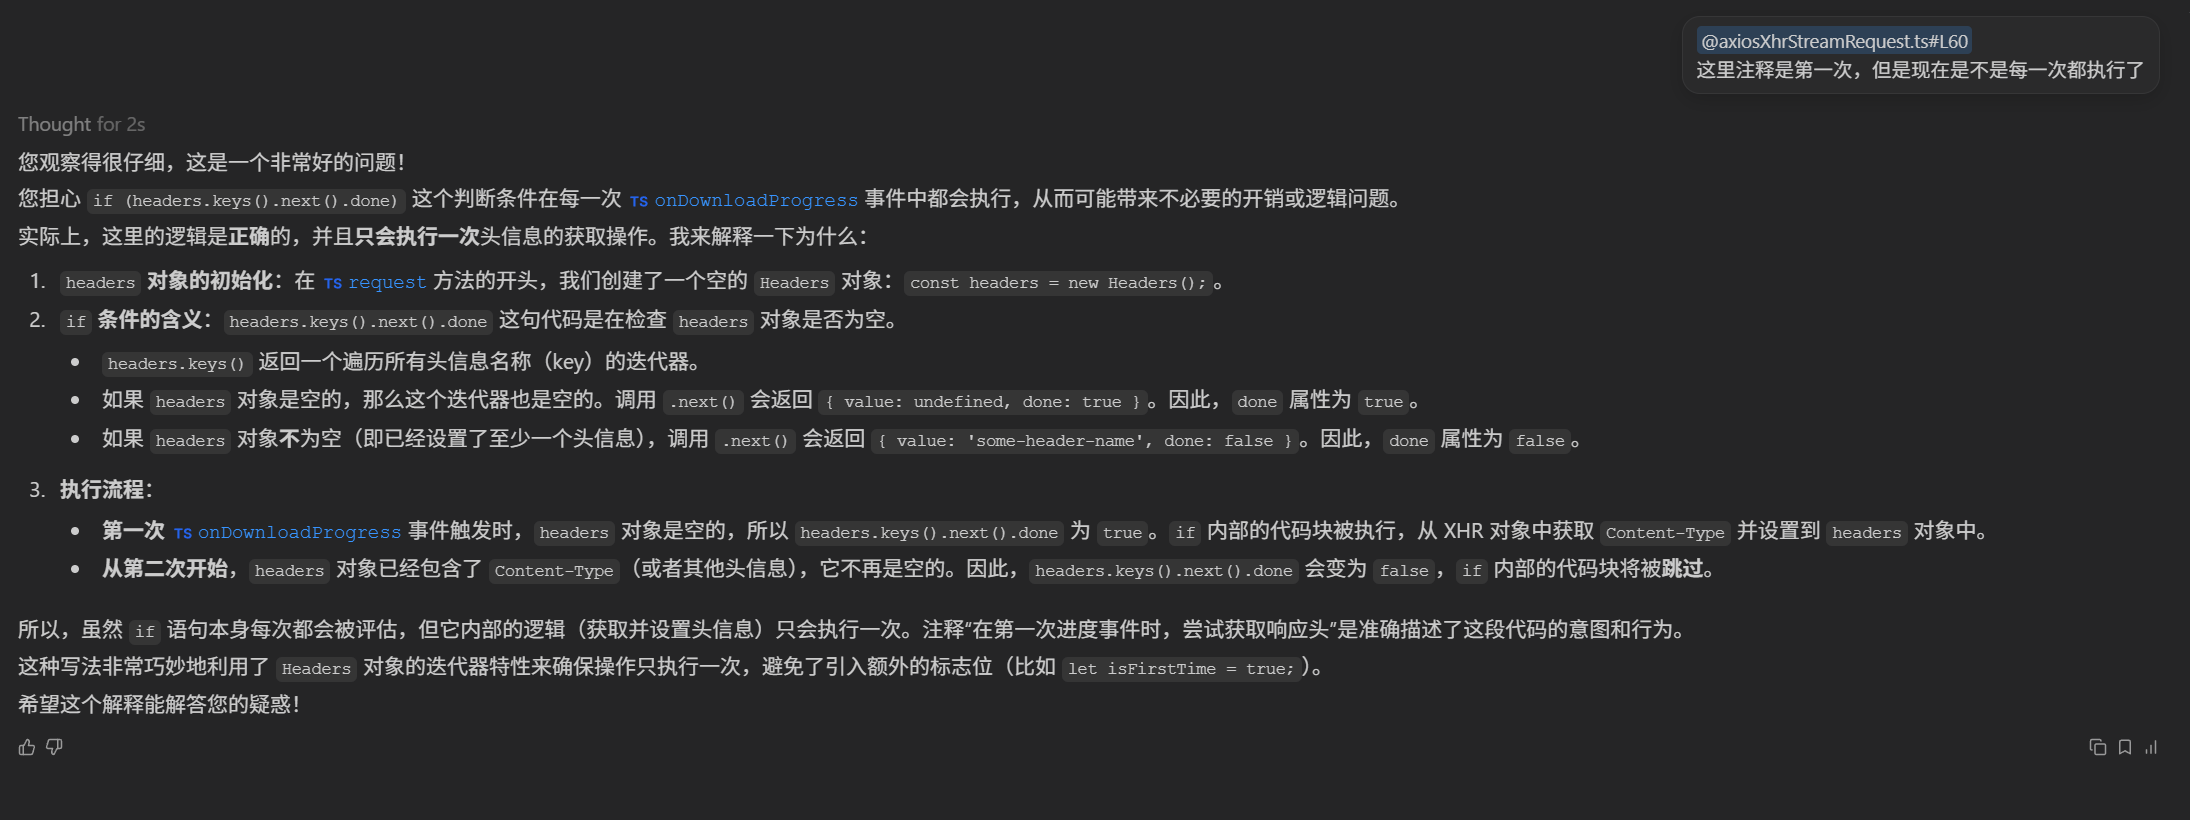 @axiosXhrStreamRequest.ts#L60
这里注释是第一次，但是现在是不是每一次都执行了
Thought for 2s
您观察得很仔细，这是一个非常好的问题！
您担心 if (headers.keys().next().done) 这个判断条件在每一次 TS onDownloadProgress 事件中都会执行，从而可能带来不必要的开销或逻辑问题。
实际上，这里的逻辑是正确的，并且只会执行一次头信息的获取操作。我来解释一下为什么：
1. headers 对象的初始化：在 TS request 方法的开头，我们创建了一个空的 Headers 对象：const headers = new Headers();。
2. if 条件的含义：headers.keys().next().done 这句代码是在检查 headers 对象是否为空。
• headers.keys() 返回一个遍历所有头信息名称（key）的迭代器。
• 如果 headers 对象是空的，那么这个迭代器也是空的。调用 .next() 会返回 { value: undefined, done: true }。因此，done 属性为 true。
• 如果 headers 对象不为空（即已经设置了至少一个头信息），调用 .next() 会返回 { value: 'some-header-name', done: false }。因此，done 属性为 false。
3. 执行流程：
• 第一次 TS onDownloadProgress 事件触发时，headers 对象是空的，所以 headers.keys().next().done 为 true。if 内部的代码块被执行，从 XHR 对象中获取 Content-Type 并设置到 headers 对象中。
• 从第二次开始，headers 对象已经包含了 Content-Type（或者其他头信息），它不再是空的。因此，headers.keys().next().done 会变为 false，if 内部的代码块将被跳过。
所以，虽然 if 语句本身每次都会被评估，但它内部的逻辑（获取并设置头信息）只会执行一次。注释“在第一次进度事件时，尝试获取响应头”是准确描述了这段代码的意图和行为。
这种写法非常巧妙地利用了 Headers 对象的迭代器特性来确保操作只执行一次，避免了引入额外的标志位（比如 let isFirstTime = true;）。
希望这个解释能解答您的疑惑！